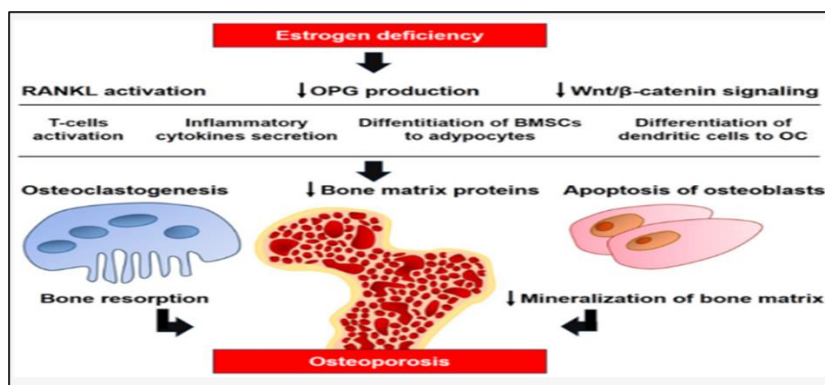 Estrogen deficiency
RANKL activation ↓OPG production ↓Wnt/β-catenin signaling
T-cells Inflammatory Diffentitiation of BMSCs Differentiation of
activation cytokines secretion to adypocytes dendritic cells to OC
Osteoclastogenesis ↓ Bone matrix proteins Apoptosis of osteoblasts
Bone resorption ↓Mineralization of bone matrix
Osteoporosis